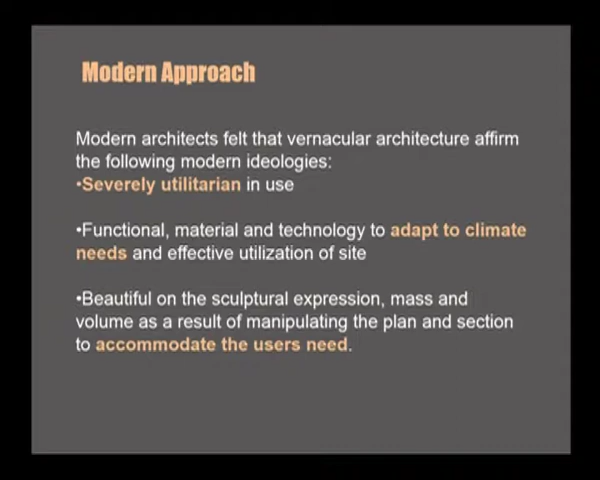 Modern Approach
Modern architects felt that vernacular architecture affirm
the following modern ideologies:
•Severely utilitarian in use
•Functional, material and technology to adapt to climate
needs and effective utilization of site
•Beautiful on the sculptural expression, mass and
volume as a result of manipulating the plan and section
to accommodate the users need.